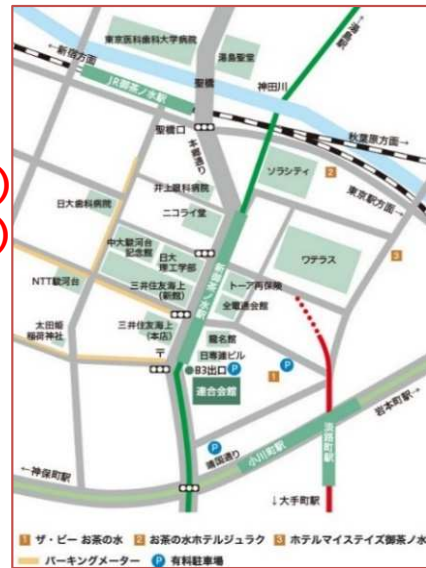 東京医科歯科大学病院
湯島聖堂
←湯島駅
←新宿方面
JR御茶ノ水駅
聖橋
神田川
聖橋口
本郷通り
秋葉原方面→
東京駅方面→
ソラシティ
2
井上眼科病院
日大歯科病院
ニコライ堂
中大駿河台
記念館
日大
理工学部
新御茶ノ水駅
ワテラス
3
NTT駿河台
三井住友海上
(新館)
トーア再保険
全電通会館
太田姫
稲荷神社
三井住友海上
(本店)
龍名館
日専連ビル
〒
B3出口
P
P
1
連合会館
淡路町駅
岩本町駅→
P
靖国通り
小川町駅
←神保町駅
↓大手町駅
1 ザ・ビー お茶の水 2 お茶の水ホテルジュラク 3 ホテルマイステイズ御茶ノ水
パーキングメーター P 有料駐車場